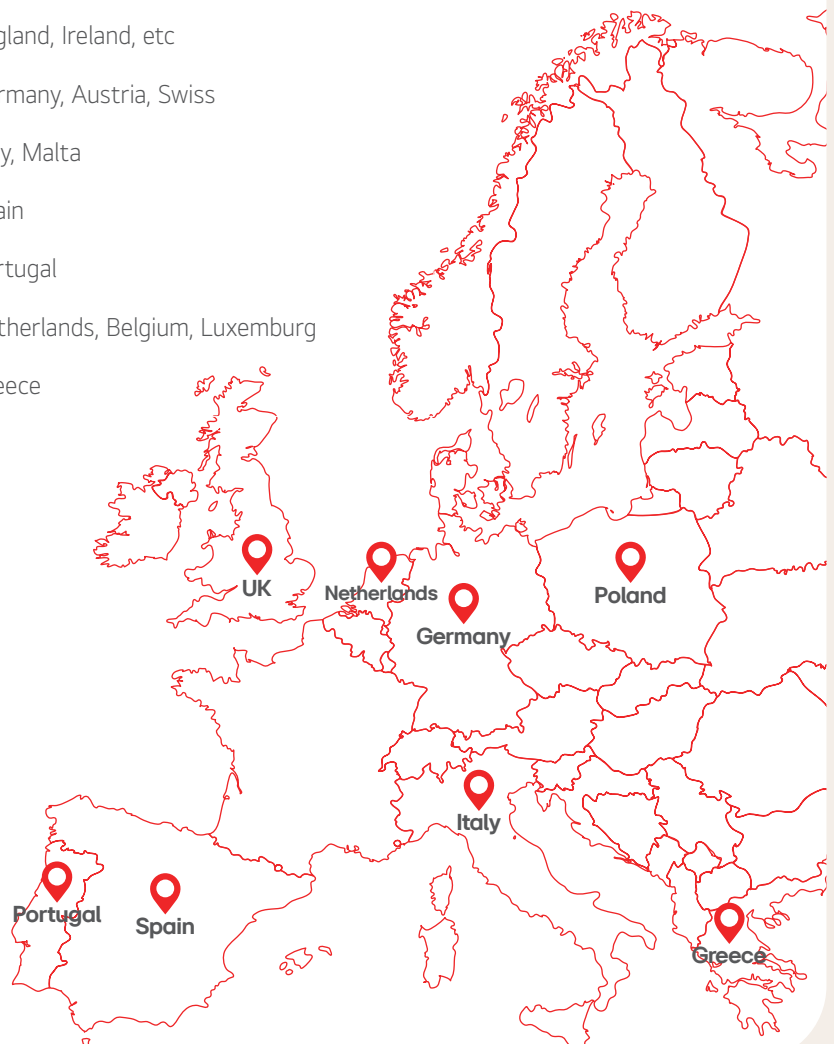 gland, Ireland, etc
rmany, Austria, Swiss
y, Malta
ain
rtugal
therlands, Belgium, Luxemburg
eece
UK
Netherlands
Poland
Germany
Italy
Portugal
Spain
Greece